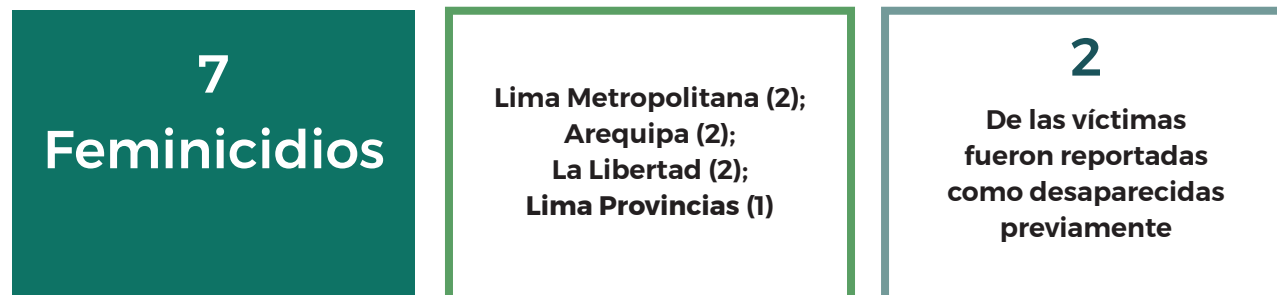 7
Feminicidios
Lima Metropolitana (2);
Arequipa (2);
La Libertad (2);
Lima Provincias (1)
2
De las víctimas
fueron reportadas
como desaparecidas
previamente